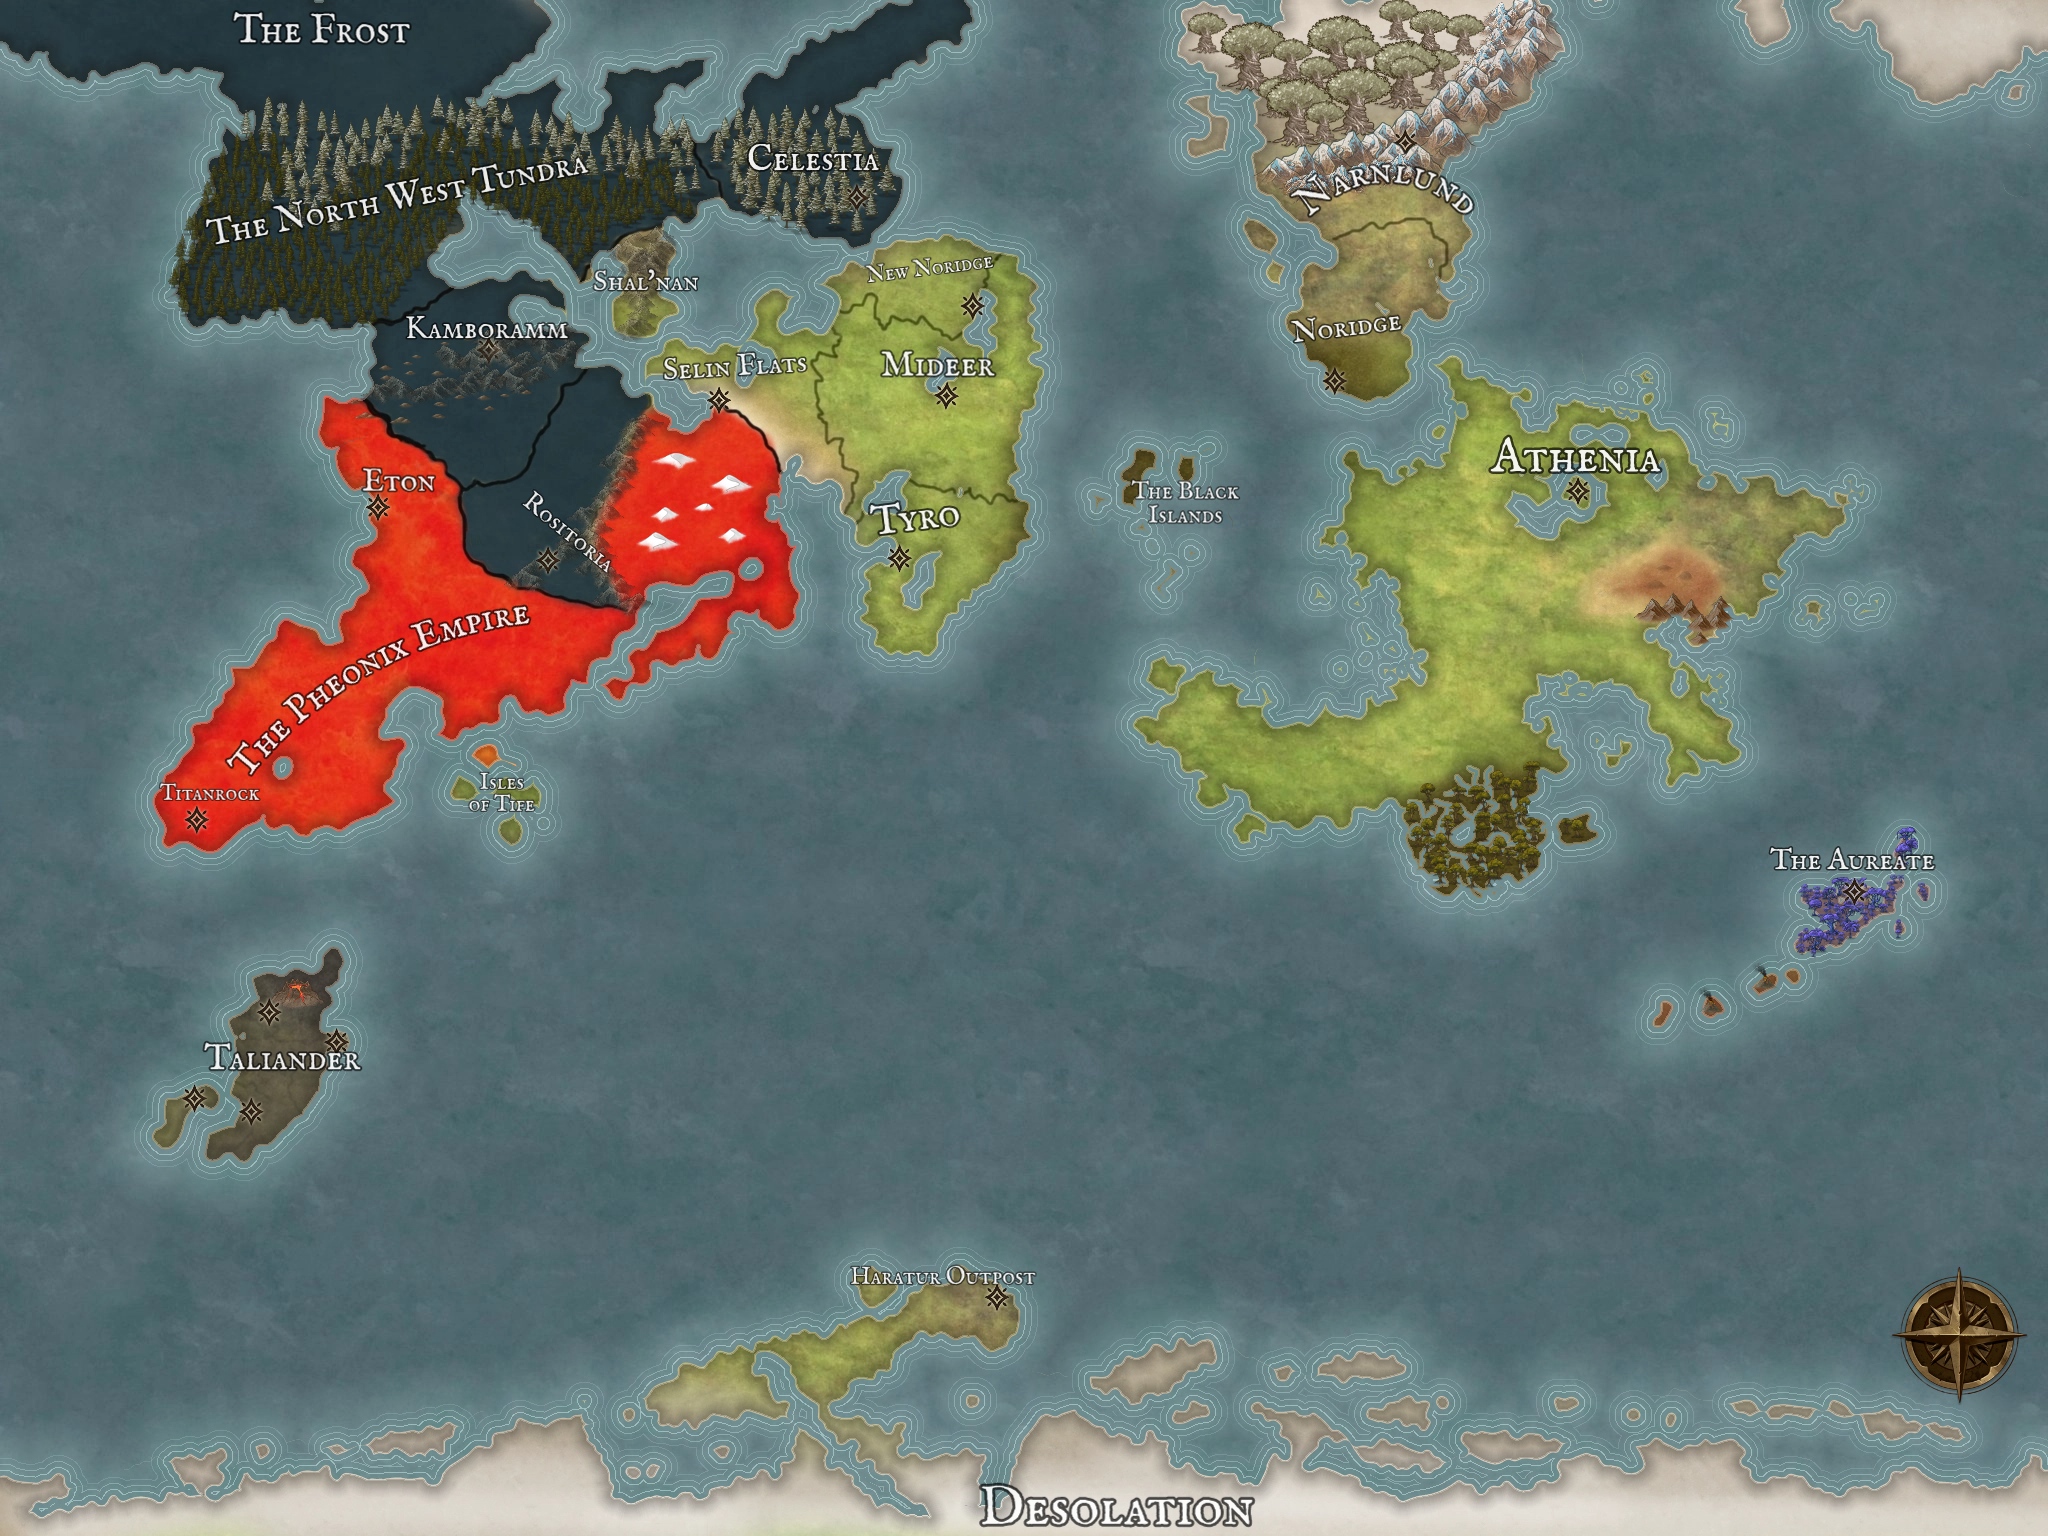 The Frost
The North West Tundra
Celestia
Narnlund
Shal'nan
New Noridge
Kamboramm
Noridge
Selin Flats
Mideer
Athenia
Eton
Rositoria
Tyro
The Black
Islands
The Pheonix Empire
Titanrock
Isles
of Tife
The Aureate
Taliander
Haratur Outpost
Desolation